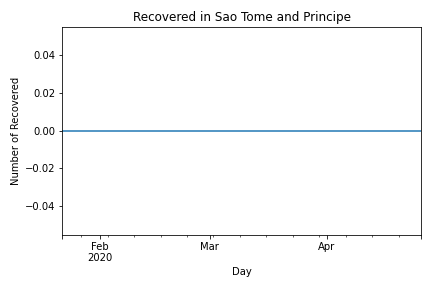 Recovered in Sao Tome and Principe
Number of Recovered
0.04
0.02
0.00
−0.02
−0.04
Feb
2020
Mar
Apr
Day